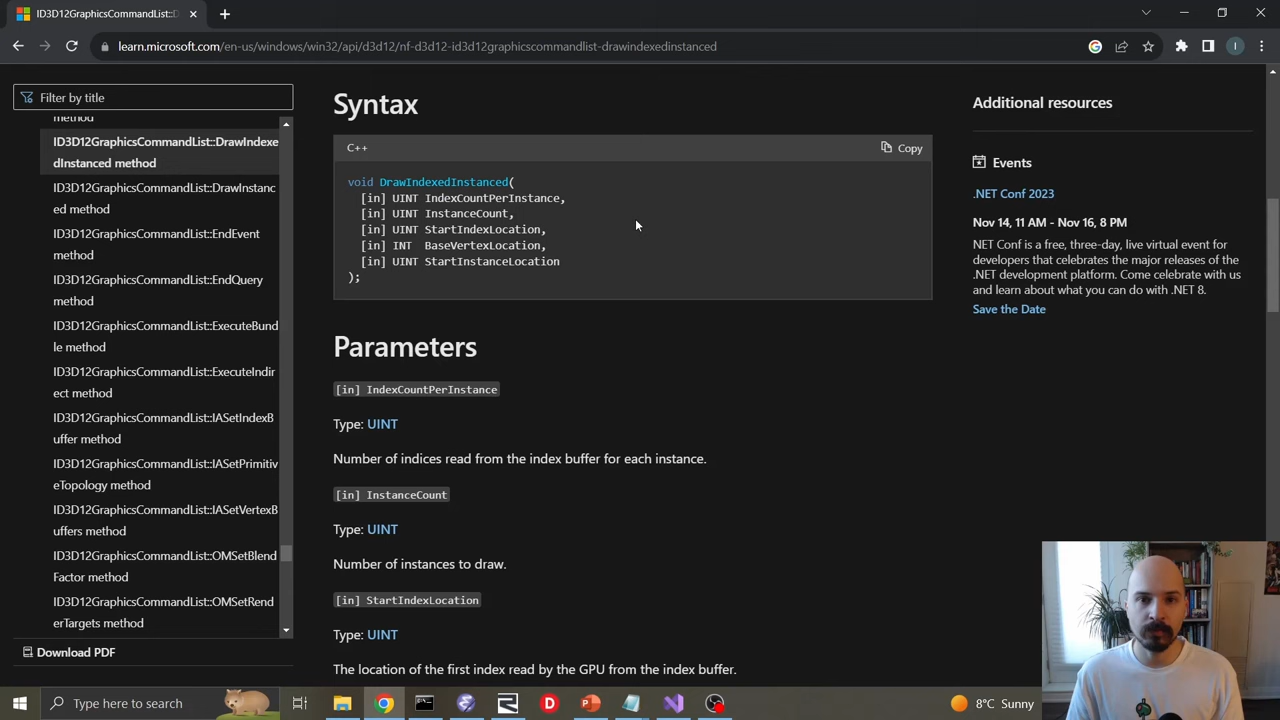 ID3D12GraphicsCommandList::D
learn.microsoft.com/en-us/windows/win32/api/d3d12/nf-d3d12-id3d12graphicscommandlist-drawindexedinstanced
I
Filter by title
method
ID3D12GraphicsCommandList::DrawIndexe
dInstanced method
ID3D12GraphicsCommandList::DrawInstanc
ed method
ID3D12GraphicsCommandList::EndEvent
method
ID3D12GraphicsCommandList::EndQuery
method
ID3D12GraphicsCommandList::ExecuteBund
le method
ID3D12GraphicsCommandList::ExecuteIndir
ect method
ID3D12GraphicsCommandList::IASetIndexB
uffer method
ID3D12GraphicsCommandList::IASetPrimitiv
eTopology method
ID3D12GraphicsCommandList::IASetVertexB
uffers method
ID3D12GraphicsCommandList::OMSetBlend
Factor method
ID3D12GraphicsCommandList::OMSetRend
erTargets method
Download PDF
Syntax
C++
Copy
void DrawIndexedInstanced(
[in] UINT IndexCountPerInstance,
[in] UINT InstanceCount,
[in] UINT StartIndexLocation,
[in] INT  BaseVertexLocation,
[in] UINT StartInstanceLocation
);
Parameters
[in] IndexCountPerInstance
Type: UINT
Number of indices read from the index buffer for each instance.
[in] InstanceCount
Type: UINT
Number of instances to draw.
[in] StartIndexLocation
Type: UINT
The location of the first index read by the GPU from the index buffer.
Additional resources
Events
.NET Conf 2023
Nov 14, 11 AM - Nov 16, 8 PM
.NET Conf is a free, three-day, live virtual event for
developers that celebrates the major releases of the
.NET development platform. Come celebrate with us
and learn about what you can do with .NET 8.
Save the Date
Type here to search
8°C Sunny